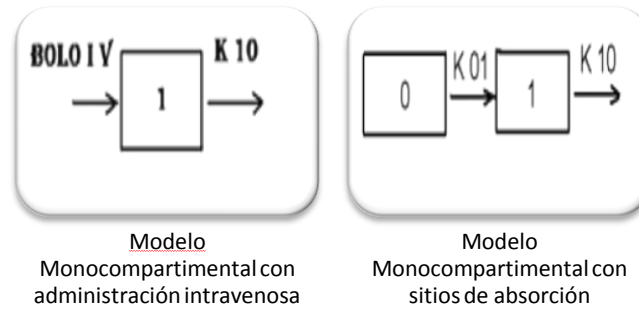 BOLO I V
K 10
1
K 01
K 10
0
1
Modelo
Monocompartimental con
administración intravenosa
Modelo
Monocompartimental con
sitios de absorción